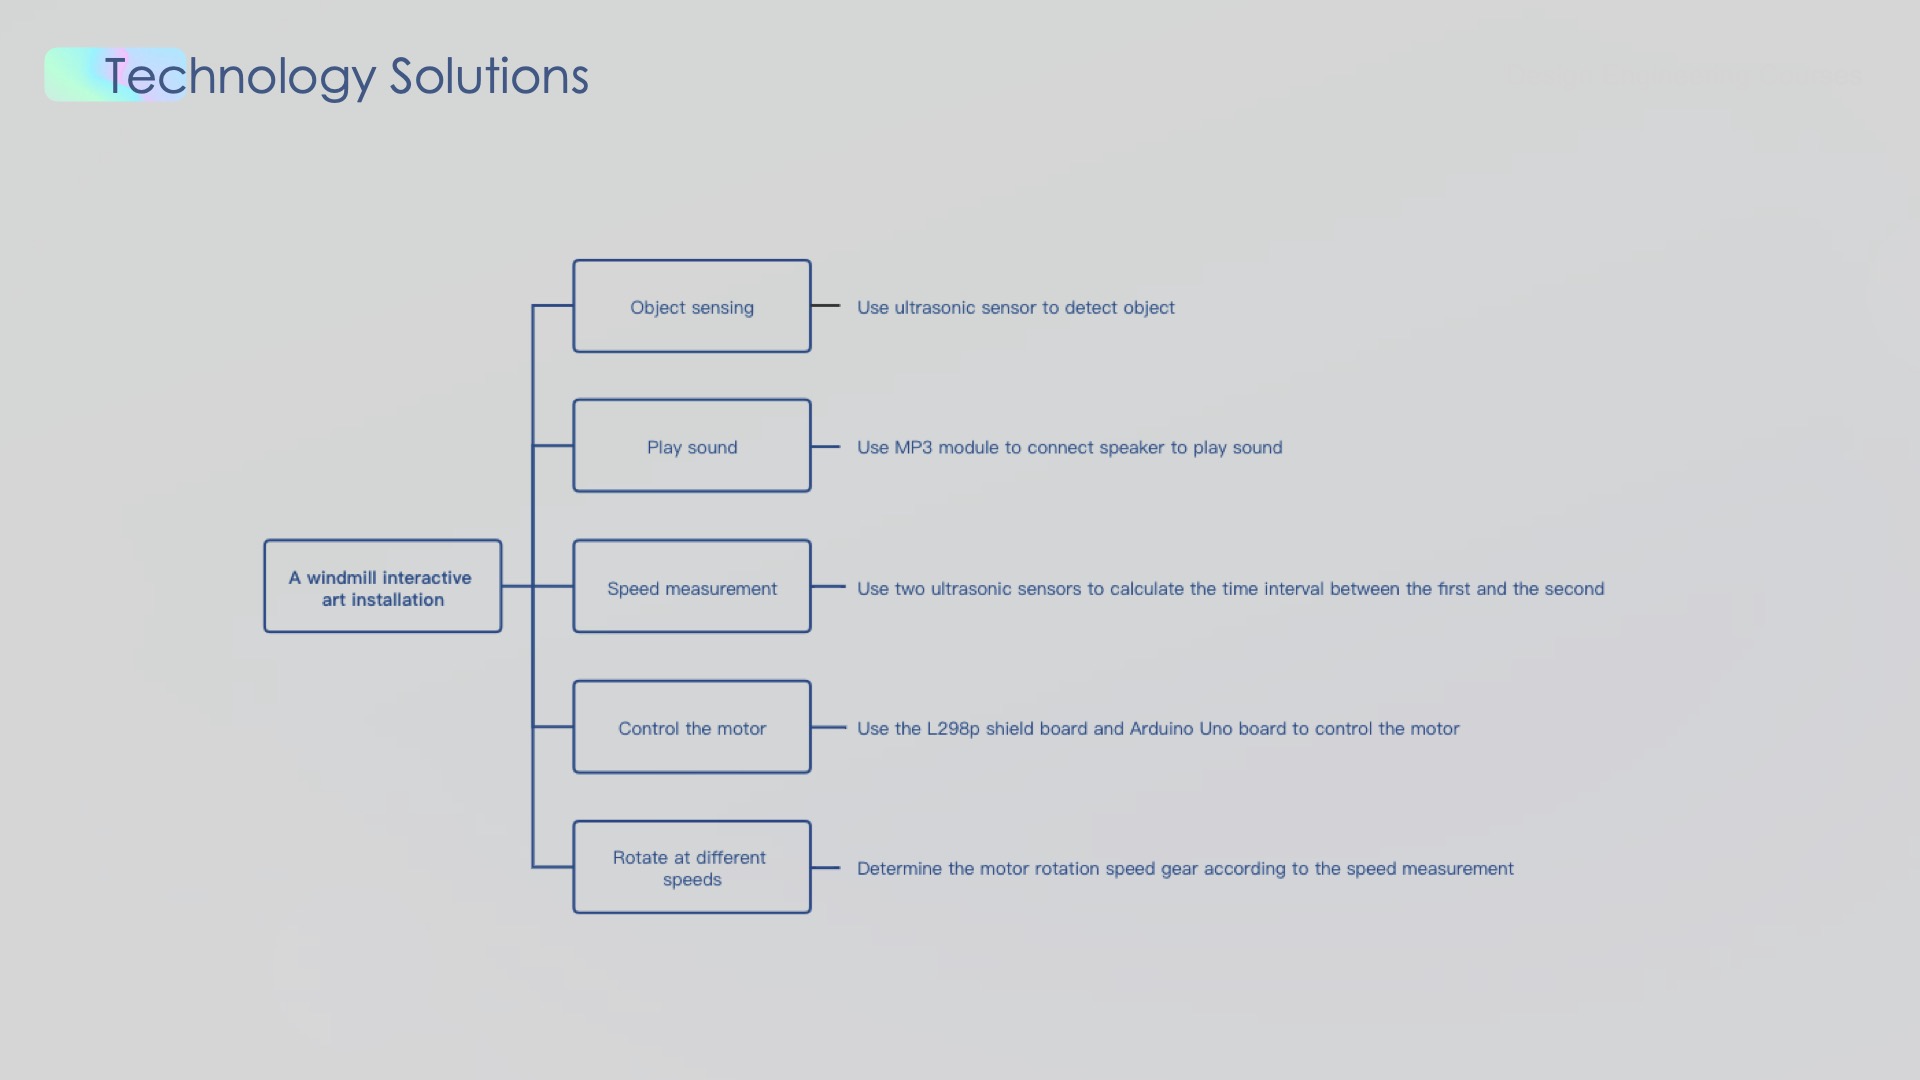 Technology Solutions
Object sensing
Use ultrasonic sensor to detect object
Play sound
Use MP3 module to connect speaker to play sound
A windmill interactive
art installation
Speed measurement
Use two ultrasonic sensors to calculate the time interval between the first and the second
Control the motor
Use the L298p shield board and Arduino Uno board to control the motor
Rotate at different
speeds
Determine the motor rotation speed gear according to the speed measurement